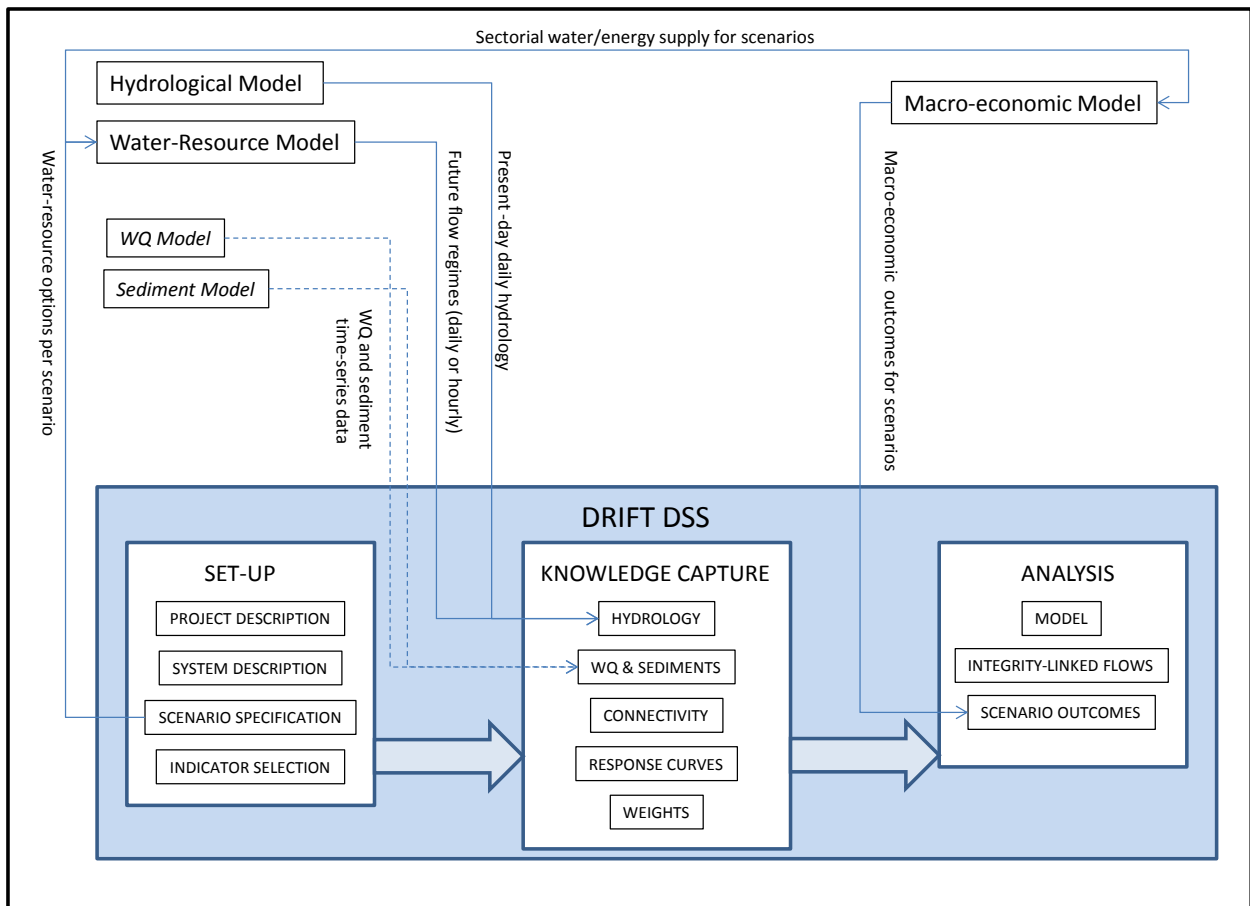 Sectorial water/energy supply for scenarios
Hydrological Model
Macro-economic Model
Water-Resource Model
Water-resource options per scenario
Future flow regimes (daily or hourly)
Present -day daily hydrology
Macro-economic outcomes for scenarios
WQ Model
Sediment Model
WQ and sediment
time-series data
DRIFT DSS
SET-UP
PROJECT DESCRIPTION
SYSTEM DESCRIPTION
SCENARIO SPECIFICATION
INDICATOR SELECTION
KNOWLEDGE CAPTURE
HYDROLOGY
WQ & SEDIMENTS
CONNECTIVITY
RESPONSE CURVES
WEIGHTS
ANALYSIS
MODEL
INTEGRITY-LINKED FLOWS
SCENARIO OUTCOMES